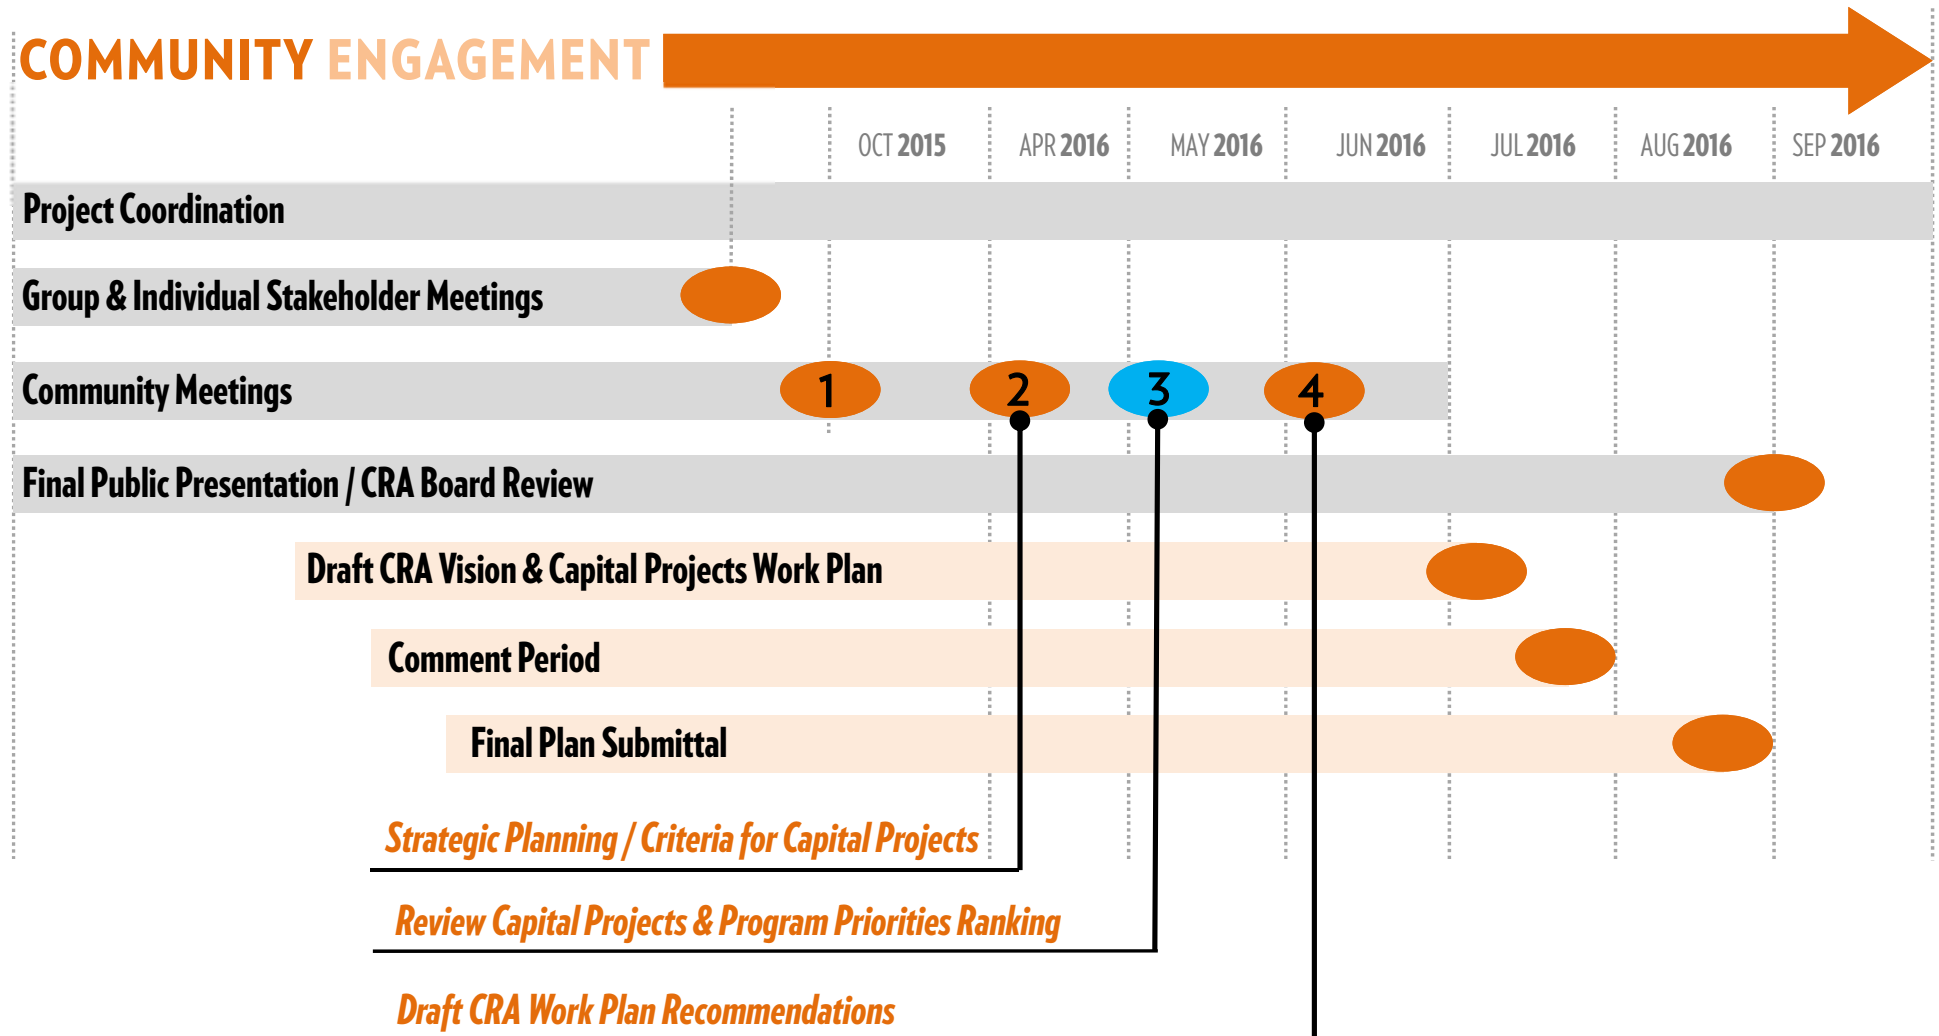 COMMUNITY ENGAGEMENT
OCT 2015 APR 2016 MAY 2016 JUN 2016 JUL 2016 AUG 2016 SEP 2016
Project Coordination
Group & Individual Stakeholder Meetings
Community Meetings 1 2 3 4
Final Public Presentation / CRA Board Review
Draft CRA Vision & Capital Projects Work Plan
Comment Period
Final Plan Submittal
Strategic Planning / Criteria for Capital Projects
Review Capital Projects & Program Priorities Ranking
Draft CRA Work Plan Recommendations